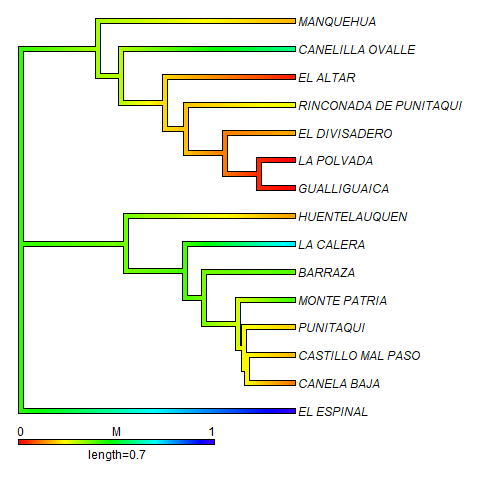 MANQUEHUA
CANELILLA OVALLE
EL ALTAR
RINCONADA DE PUNITAQUI
EL DIVISADERO
LA POLVADA
GUALLIGUAICA
HUENTELAUQUEN
LA CALERA
BARRAZA
MONTE PATRIA
PUNITAQUI
CASTILLO MAL PASO
CANELA BAJA
EL ESPINAL
0 M 1
length=0.7